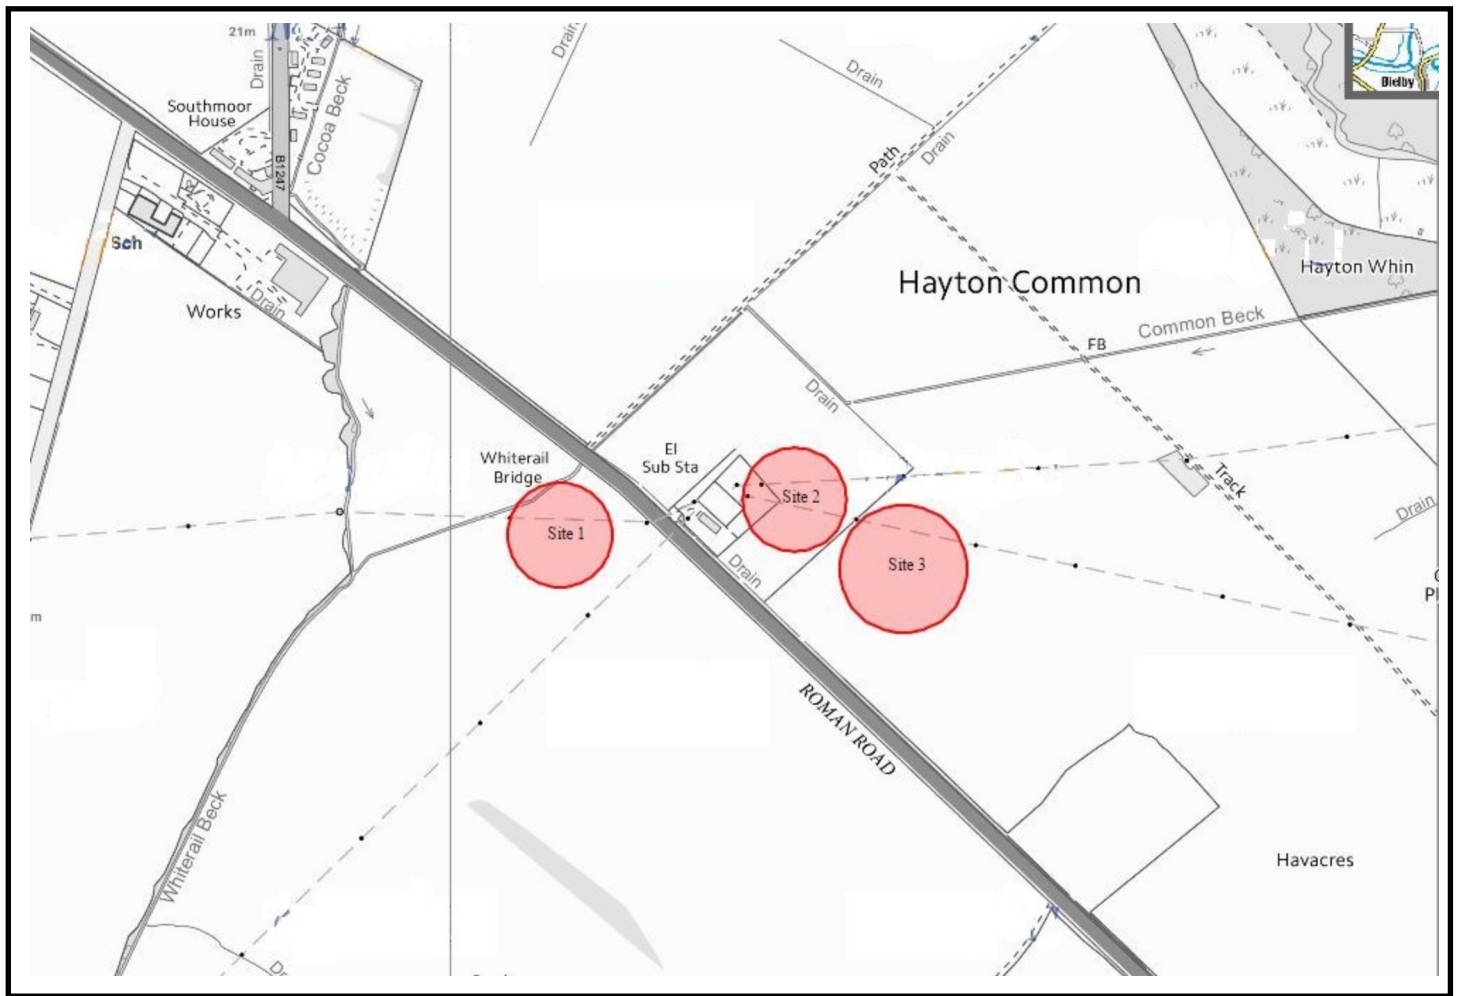 21m
Drain
Drain
Drain
Bielby
Southmoor
House
Cocoa Beck
B1247
Path
Drain
Sch
Hayton Common
Hayton Whin
Works
Drain
Common Beck
FB
Drain
El
Sub Sta
Whiterail
Bridge
Site 2
Track
Drain
Site 1
Site 3
Drain
m
ROMAN ROAD
Whiterail Beck
Havacres